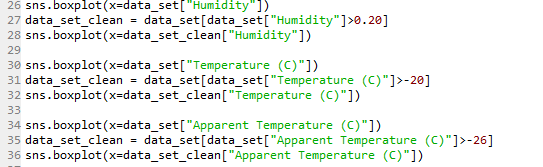 26 sns.boxplot(x=data_set["Humidity"])
27 data_set_clean = data_set[data_set["Humidity"]>0.20]
28 sns.boxplot(x=data_set_clean["Humidity"])
29
30 sns.boxplot(x=data_set["Temperature (C)"])
31 data_set_clean = data_set[data_set["Temperature (C)"]>-20]
32 sns.boxplot(x=data_set_clean["Temperature (C)"])
33
34 sns.boxplot(x=data_set["Apparent Temperature (C)"])
35 data_set_clean = data_set[data_set["Apparent Temperature (C)"]>-26]
36 sns.boxplot(x=data_set_clean["Apparent Temperature (C)"])